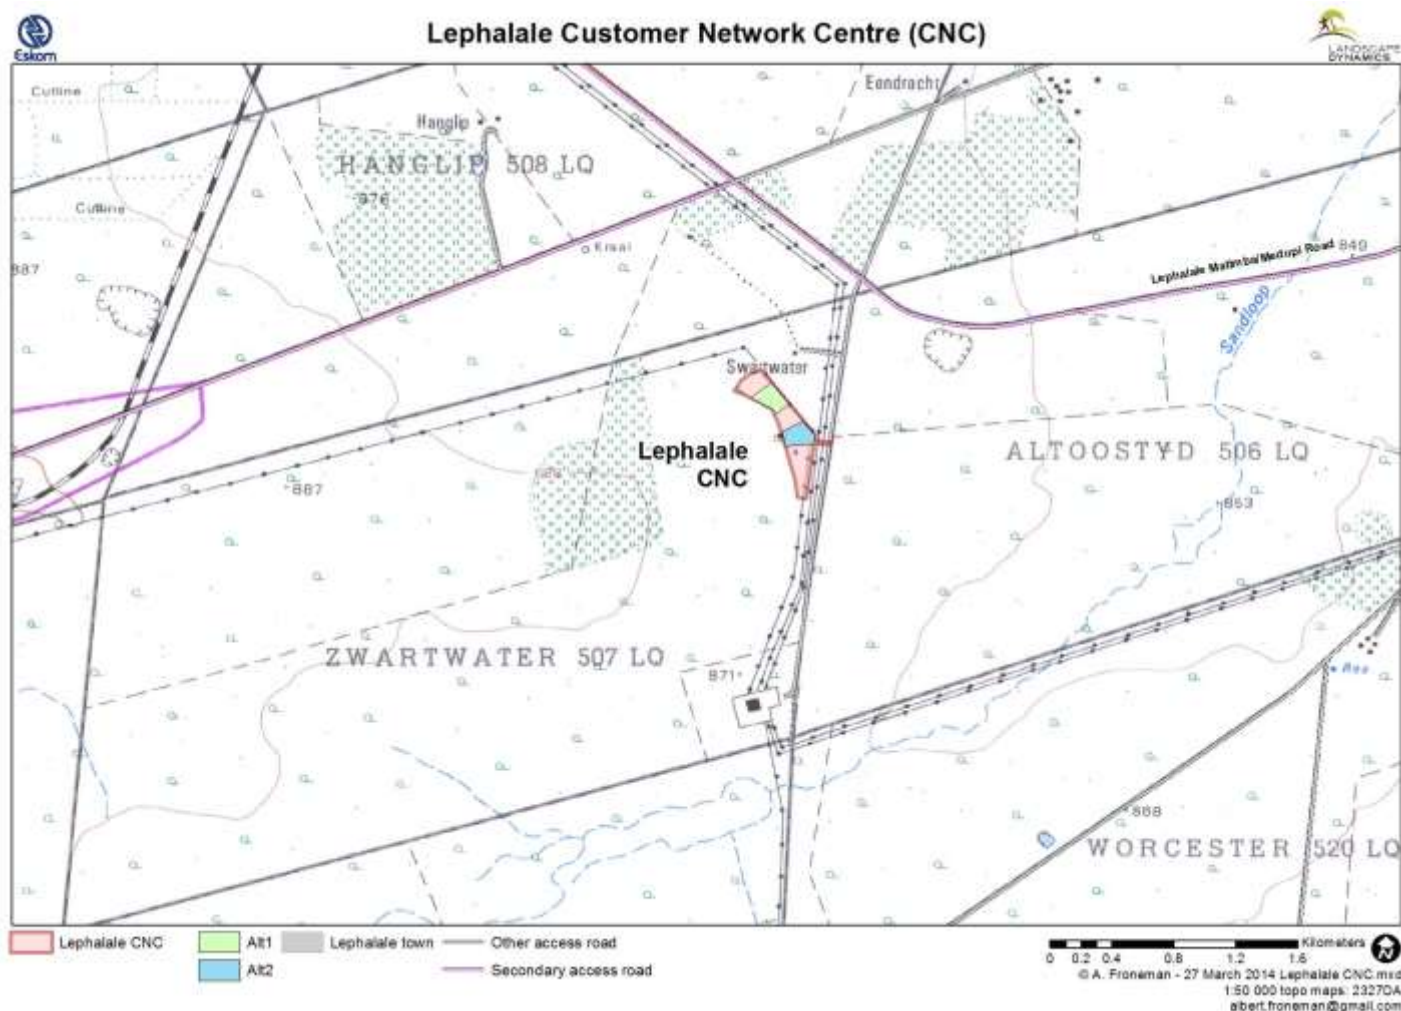 Lephalale Customer Network Centre (CNC)
Eskom
LANDSCAPE
DYNAMICS
Cutline
Eendracht
Hanglip
HANGLIP 508 LQ
876
Cutline
Kraal
849
Lephalale Matimba/Medupi Road
887
Sandloop
Swartwater
Lephalale
CNC
ALTOOSTYD 506 LQ
887
853
ZWARTWATER 507 LQ
871
868
WORCESTER 520 LQ
Lephalale CNC
Alt1
Lephalale town
Other access road
Alt2
Secondary access road
Kilometers
0 0.2 0.4 0.8 1.2 1.6
© A. Froneman - 27 March 2014 Lephalale CNC.mxd
1:50 000 topo maps: 2327DA
albert.froneman@gmail.com